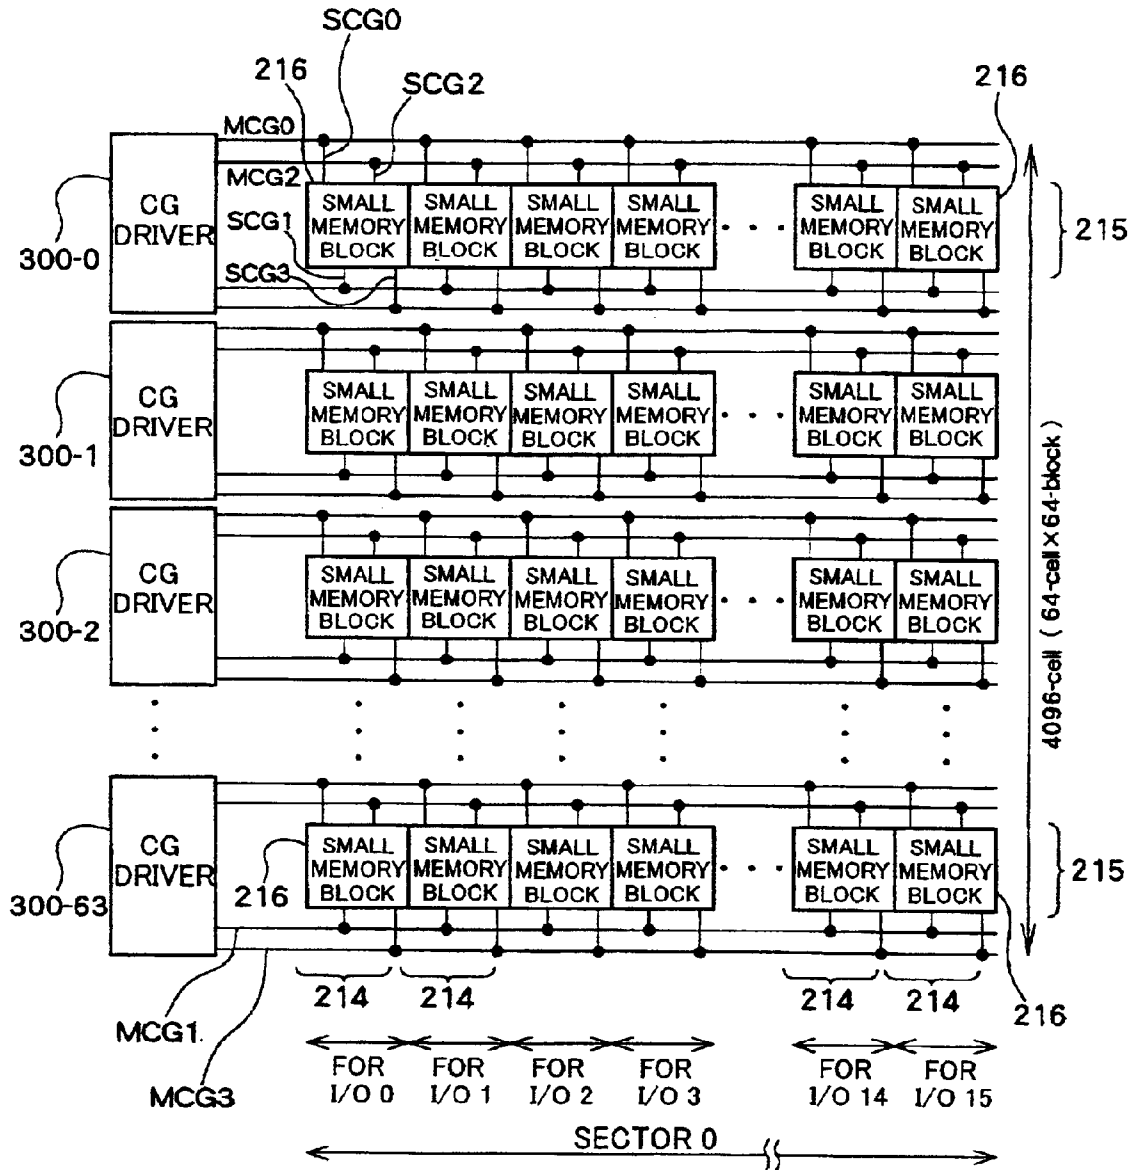 SCG0
216
SCG2
216
MCG0
MCG2
CG
DRIVER
300-0
SCG1
SCG3
SMALL
MEMORY
BLOCK
SMALL
MEMORY
BLOCK
SMALL
MEMORY
BLOCK
SMALL
MEMORY
BLOCK
. . .
SMALL
MEMORY
BLOCK
SMALL
MEMORY
BLOCK
215
CG
DRIVER
300-1
SMALL
MEMORY
BLOCK
SMALL
MEMORY
BLOCK
SMALL
MEMORY
BLOCK
SMALL
MEMORY
BLOCK
. . .
SMALL
MEMORY
BLOCK
SMALL
MEMORY
BLOCK
4096-cell (64-cell×64-block)
CG
DRIVER
300-2
SMALL
MEMORY
BLOCK
SMALL
MEMORY
BLOCK
SMALL
MEMORY
BLOCK
SMALL
MEMORY
BLOCK
. . .
SMALL
MEMORY
BLOCK
SMALL
MEMORY
BLOCK
CG
DRIVER
300-63
216
SMALL
MEMORY
BLOCK
SMALL
MEMORY
BLOCK
SMALL
MEMORY
BLOCK
SMALL
MEMORY
BLOCK
. . .
SMALL
MEMORY
BLOCK
SMALL
MEMORY
BLOCK
215
214
214
214
214
216
MCG1
MCG3
FOR
I/O 0
FOR
I/O 1
FOR
I/O 2
FOR
I/O 3
FOR
I/O 14
FOR
I/O 15
SECTOR 0